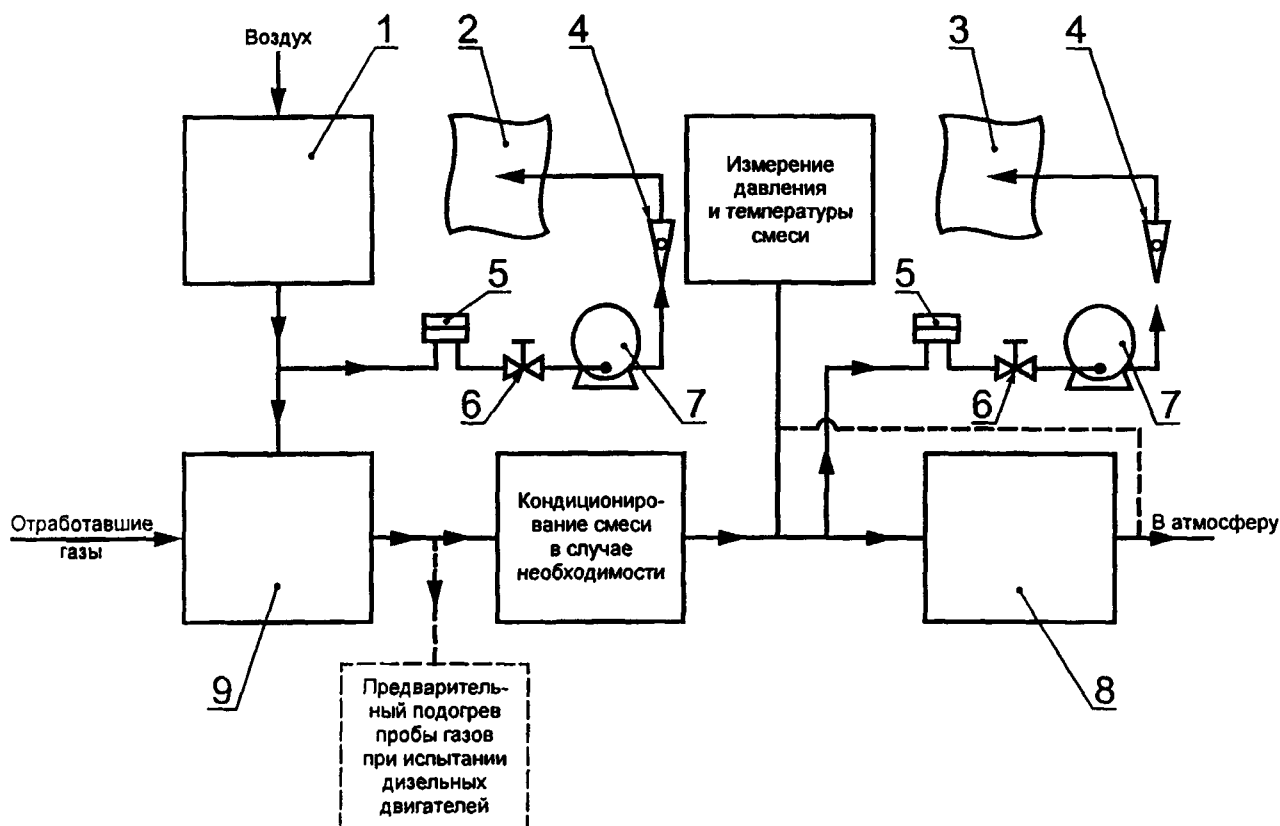 Воздух
1
2
4
3
4
Измерение
давления
и температуры
смеси
5
5
6
7
6
7
Отработавшие
газы
Кондициониро-
вание смеси
в случае
необходимости
В атмосферу
9
8
Предваритель-
ный подогрев
пробы газов
при испытании
дизельных
двигателей